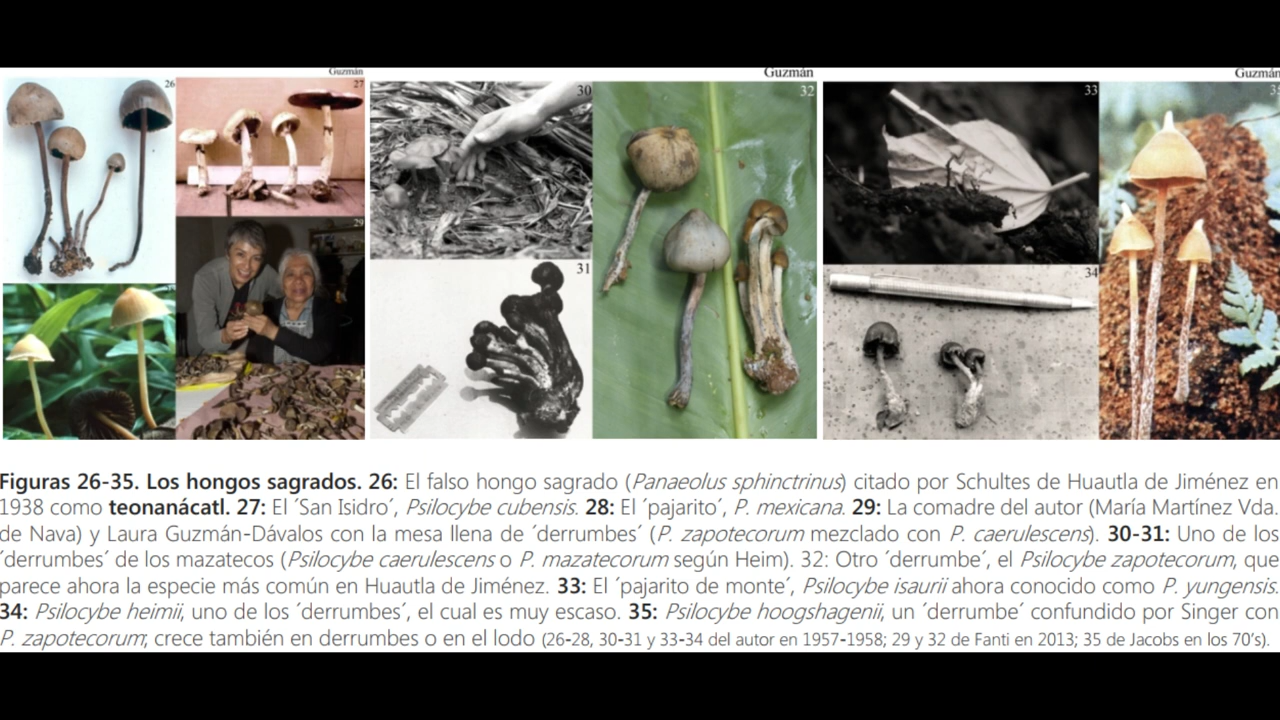 Guzmán
Guzmán
Guzmán
26
27
29
30
31
32
33
34
Figuras 26-35. Los hongos sagrados. 26: El falso hongo sagrado (Panaeolus sphinctrinus) citado por Schultes de Huautla de Jiménez en
1938 como teonanácatl. 27: El ´San Isidro´, Psilocybe cubensis. 28: El ´pajarito´, P. mexicana. 29: La comadre del autor (María Martínez Vda.
de Nava) y Laura Guzmán-Dávalos con la mesa llena de ´derrumbes´ (P. zapotecorum mezclado con P. caerulescens). 30-31: Uno de los
´derrumbes´ de los mazatecos (Psilocybe caerulescens o P. mazatecorum según Heim). 32: Otro ´derrumbe´, el Psilocybe zapotecorum, que
parece ahora la especie más común en Huautla de Jiménez. 33: El ´pajarito de monte´, Psilocybe isaurii ahora conocido como P. yungensis.
34: Psilocybe heimii, uno de los ´derrumbes´, el cual es muy escaso. 35: Psilocybe hoogshagenii, un ´derrumbe´ confundido por Singer con
P. zapotecorum; crece también en derrumbes o en el lodo (26-28, 30-31 y 33-34 del autor en 1957-1958; 29 y 32 de Fanti en 2013; 35 de Jacobs en los 70's).